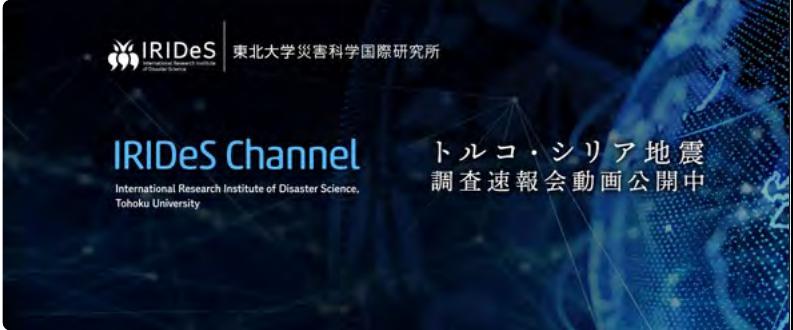 IRIDeS
International Research Institute
of Disaster Science
東北大学災害科学国際研究所
IRIDeS Channel
International Research Institute of Disaster Science,
Tohoku University
トルコ・シリア地震
調査速報会動画公開中